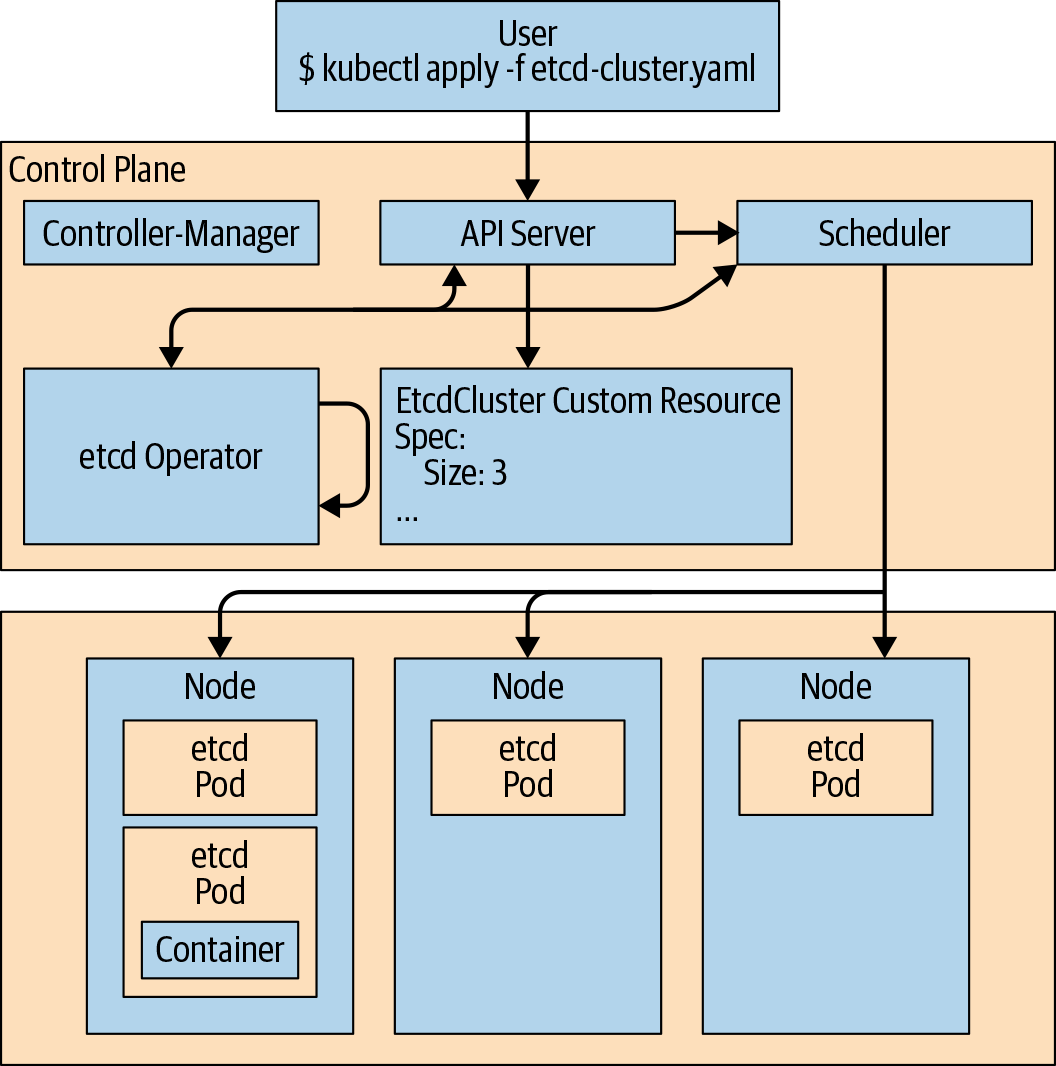 User
$ kubectl apply -f etcd-cluster.yaml
Control Plane
Controller-Manager
API Server
Scheduler
etcd Operator
EtcdCluster Custom Resource
Spec:
Size: 3
...
Node
etcd
Pod
etcd
Pod
Container
Node
etcd
Pod
Node
etcd
Pod